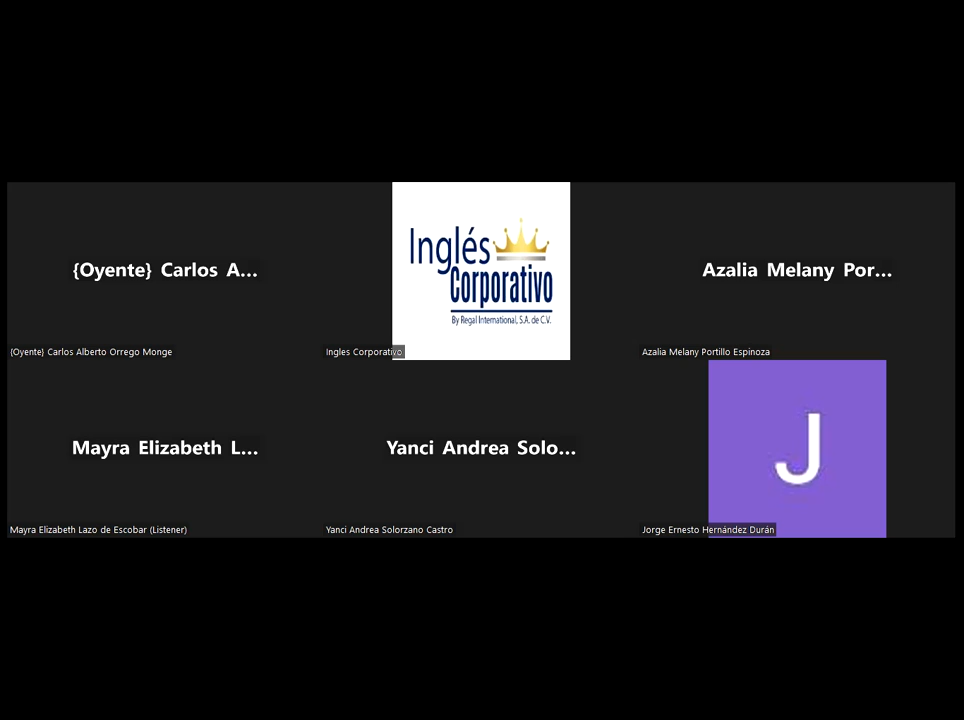 {Oyente} Carlos A...
{Oyente} Carlos Alberto Orrego Monge
Inglés
Corporativo
By Regal International, S.A. de C.V.
Ingles Corporativo
Azalia Melany Por...
Azalia Melany Portillo Espinoza
Mayra Elizabeth L...
Mayra Elizabeth Lazo de Escobar (Listener)
Yanci Andrea Solo...
Yanci Andrea Solorzano Castro
J
Jorge Ernesto Hernández Durán